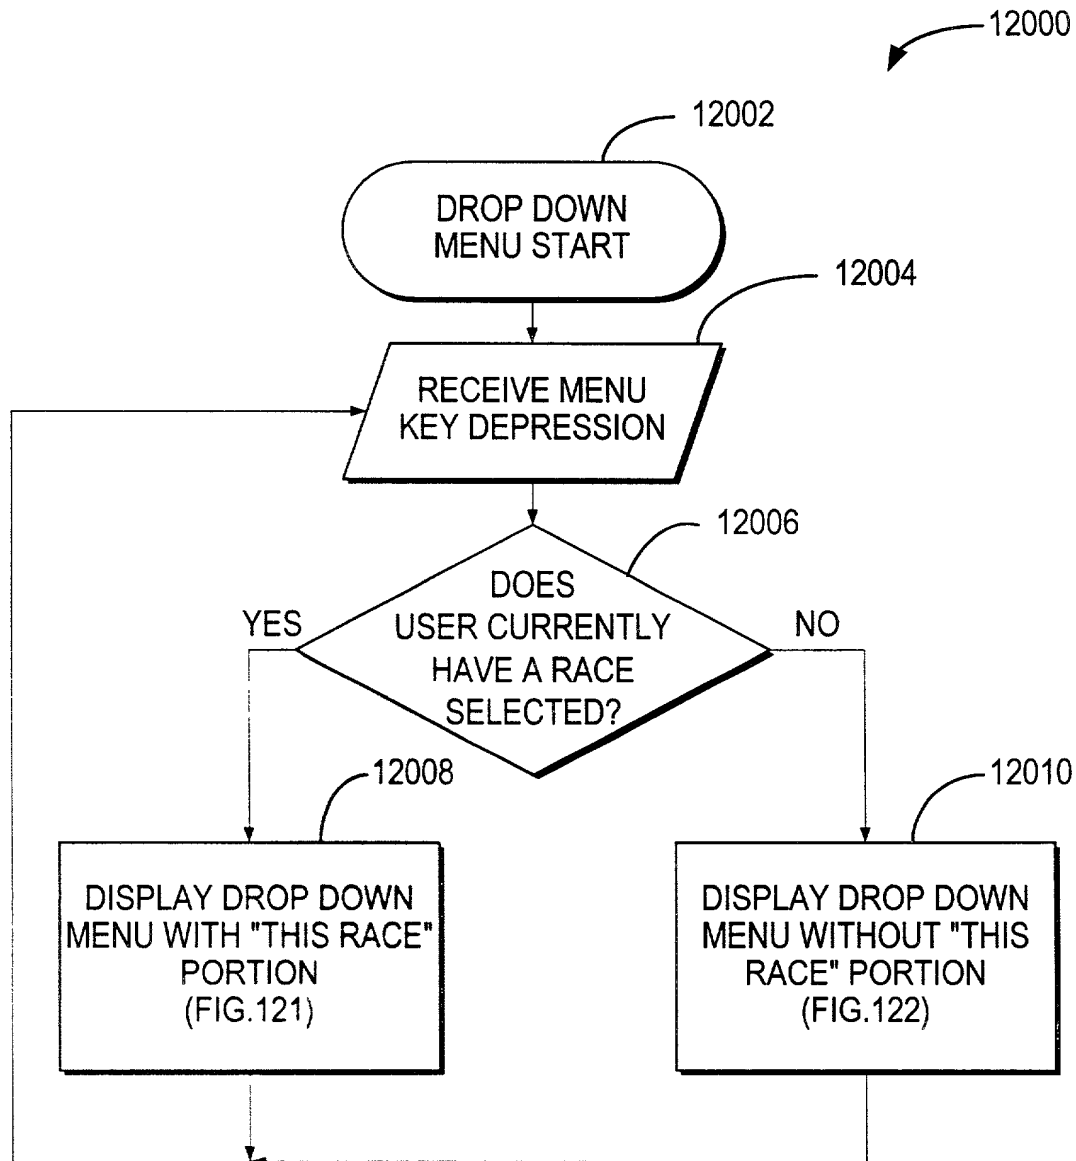 12000
12002
DROP DOWN
MENU START
12004
RECEIVE MENU
KEY DEPRESSION
12006
DOES
USER CURRENTLY
HAVE A RACE
SELECTED?
YES
NO
12008
12010
DISPLAY DROP DOWN
MENU WITH "THIS RACE"
PORTION
(FIG.121)
DISPLAY DROP DOWN
MENU WITHOUT "THIS
RACE" PORTION
(FIG.122)